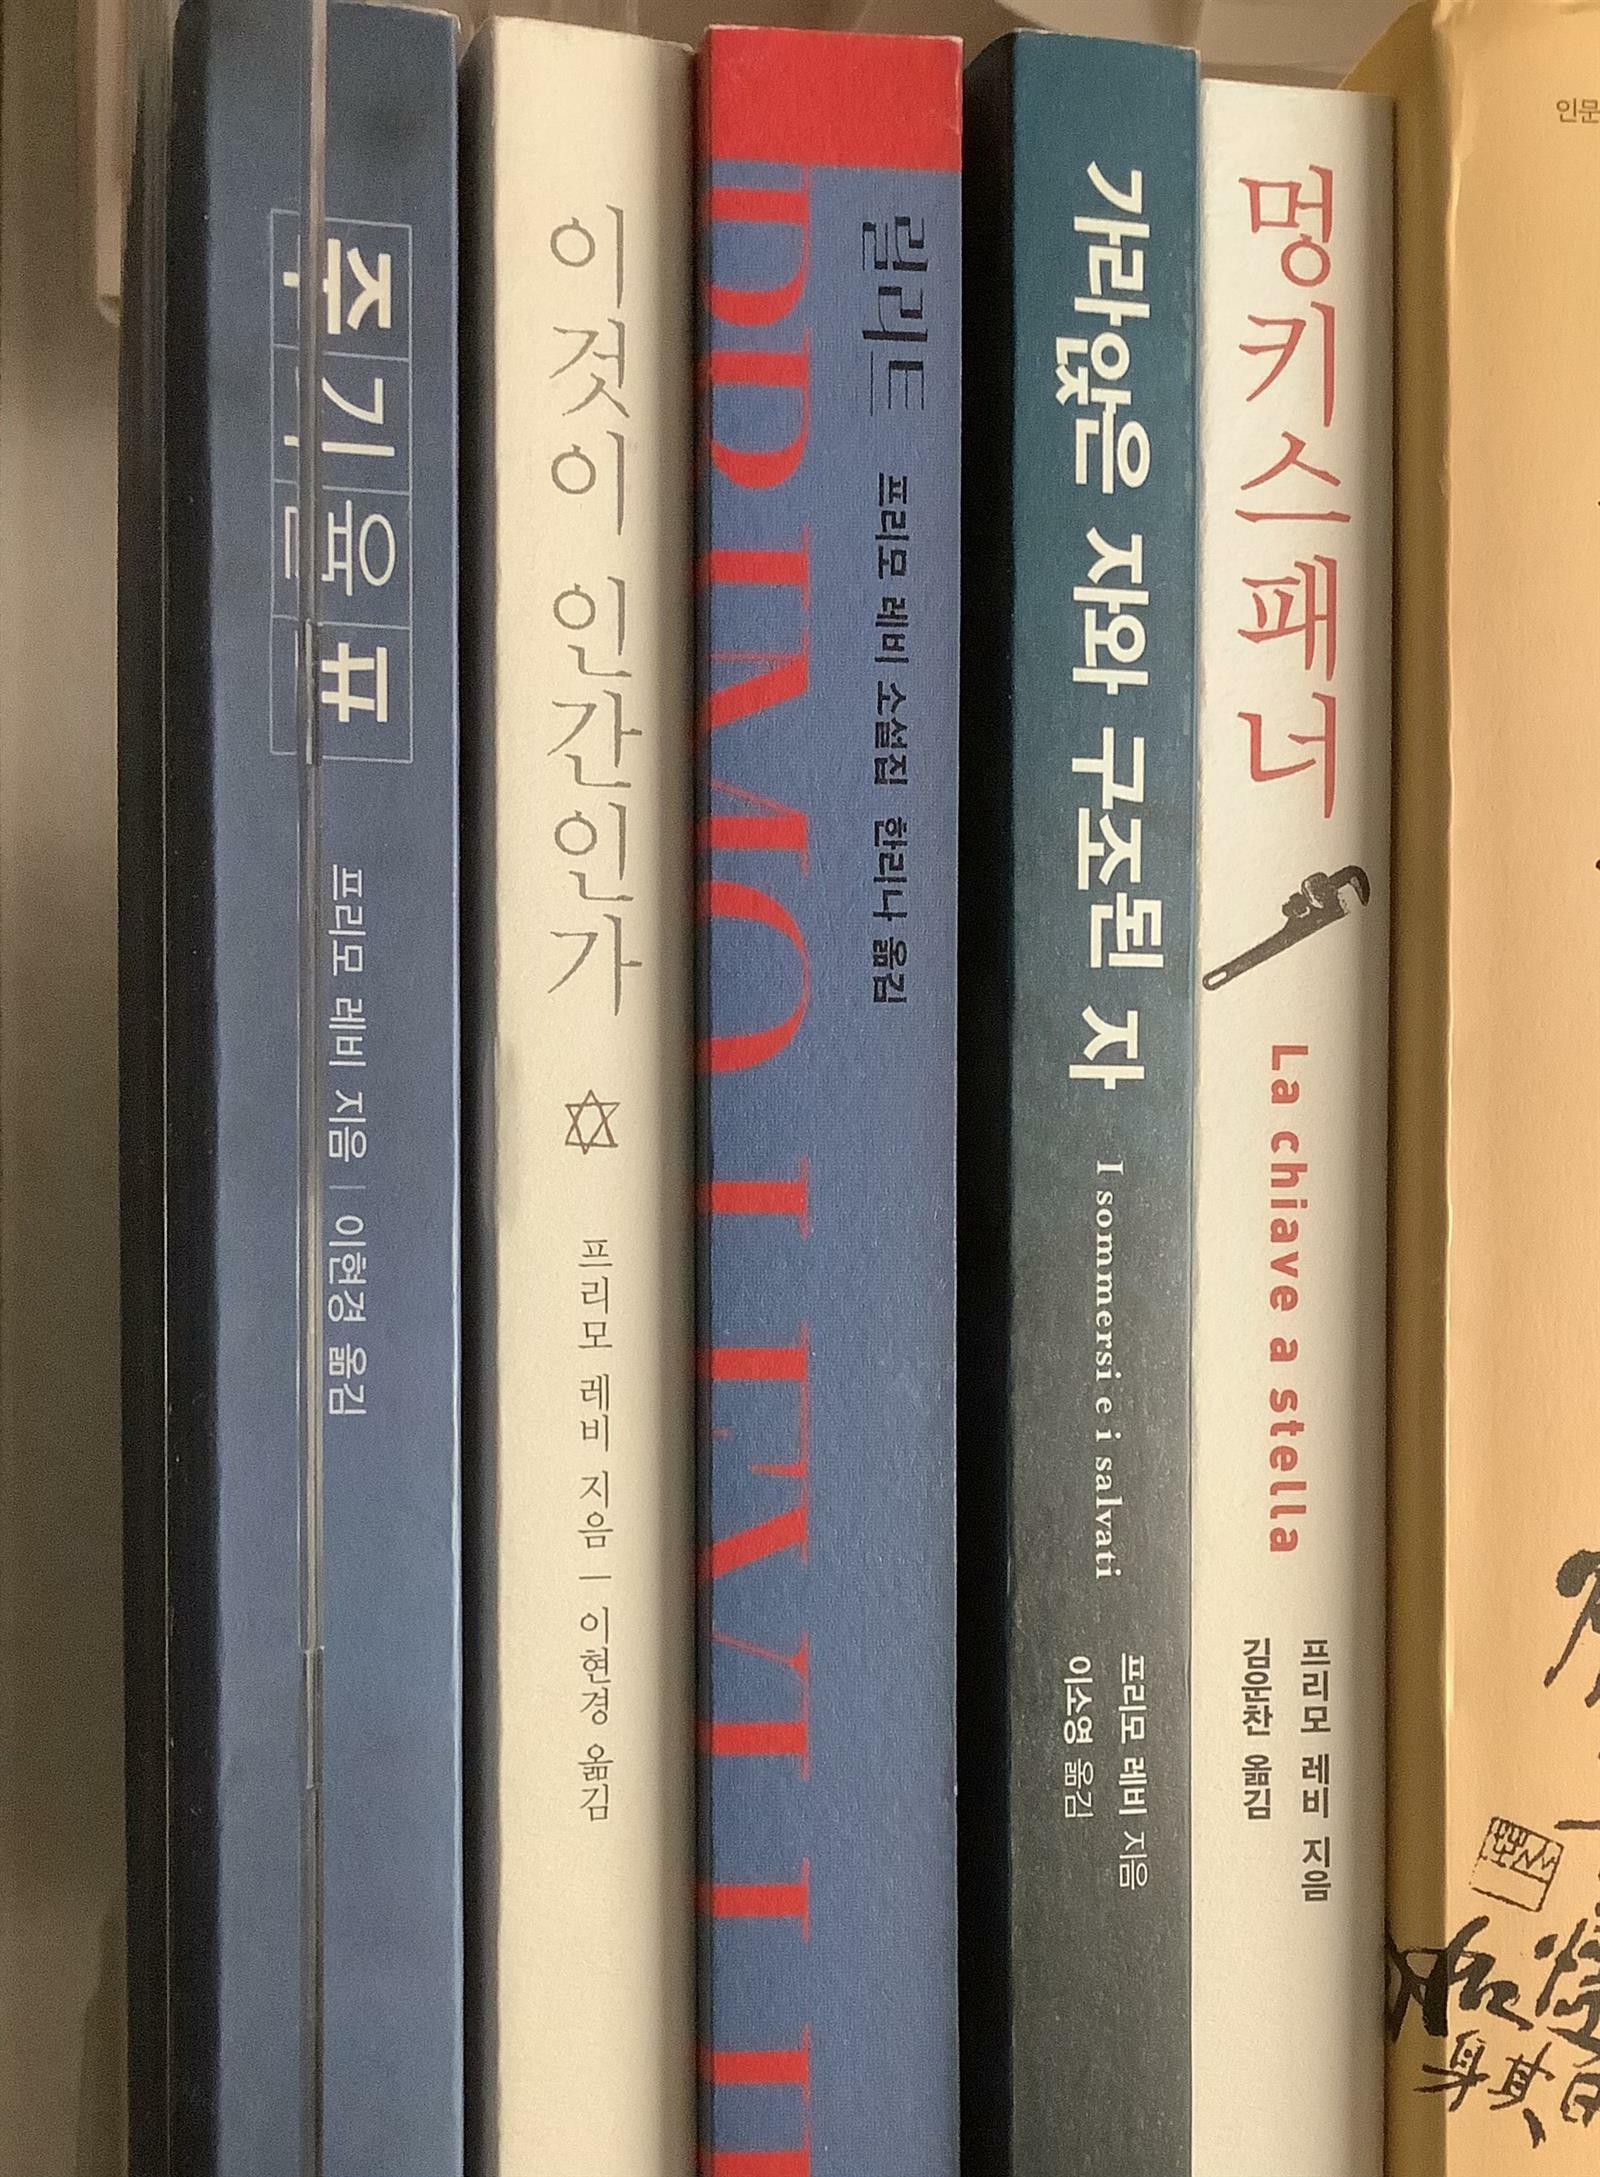 주기율표
프리모 레비 지음 | 이현경 옮김
이것이 인간인가
프리모 레비 지음 | 이현경 옮김
릴리트
프리모 레비 소설집 한리나 옮김
PRIMO LEVI
가라앉은 자와 구조된 자
I sommersi e i salvati
프리모 레비 지음
이소영 옮김
멍키스패너
La chiave a stella
프리모 레비 지음
김운찬 옮김
인문